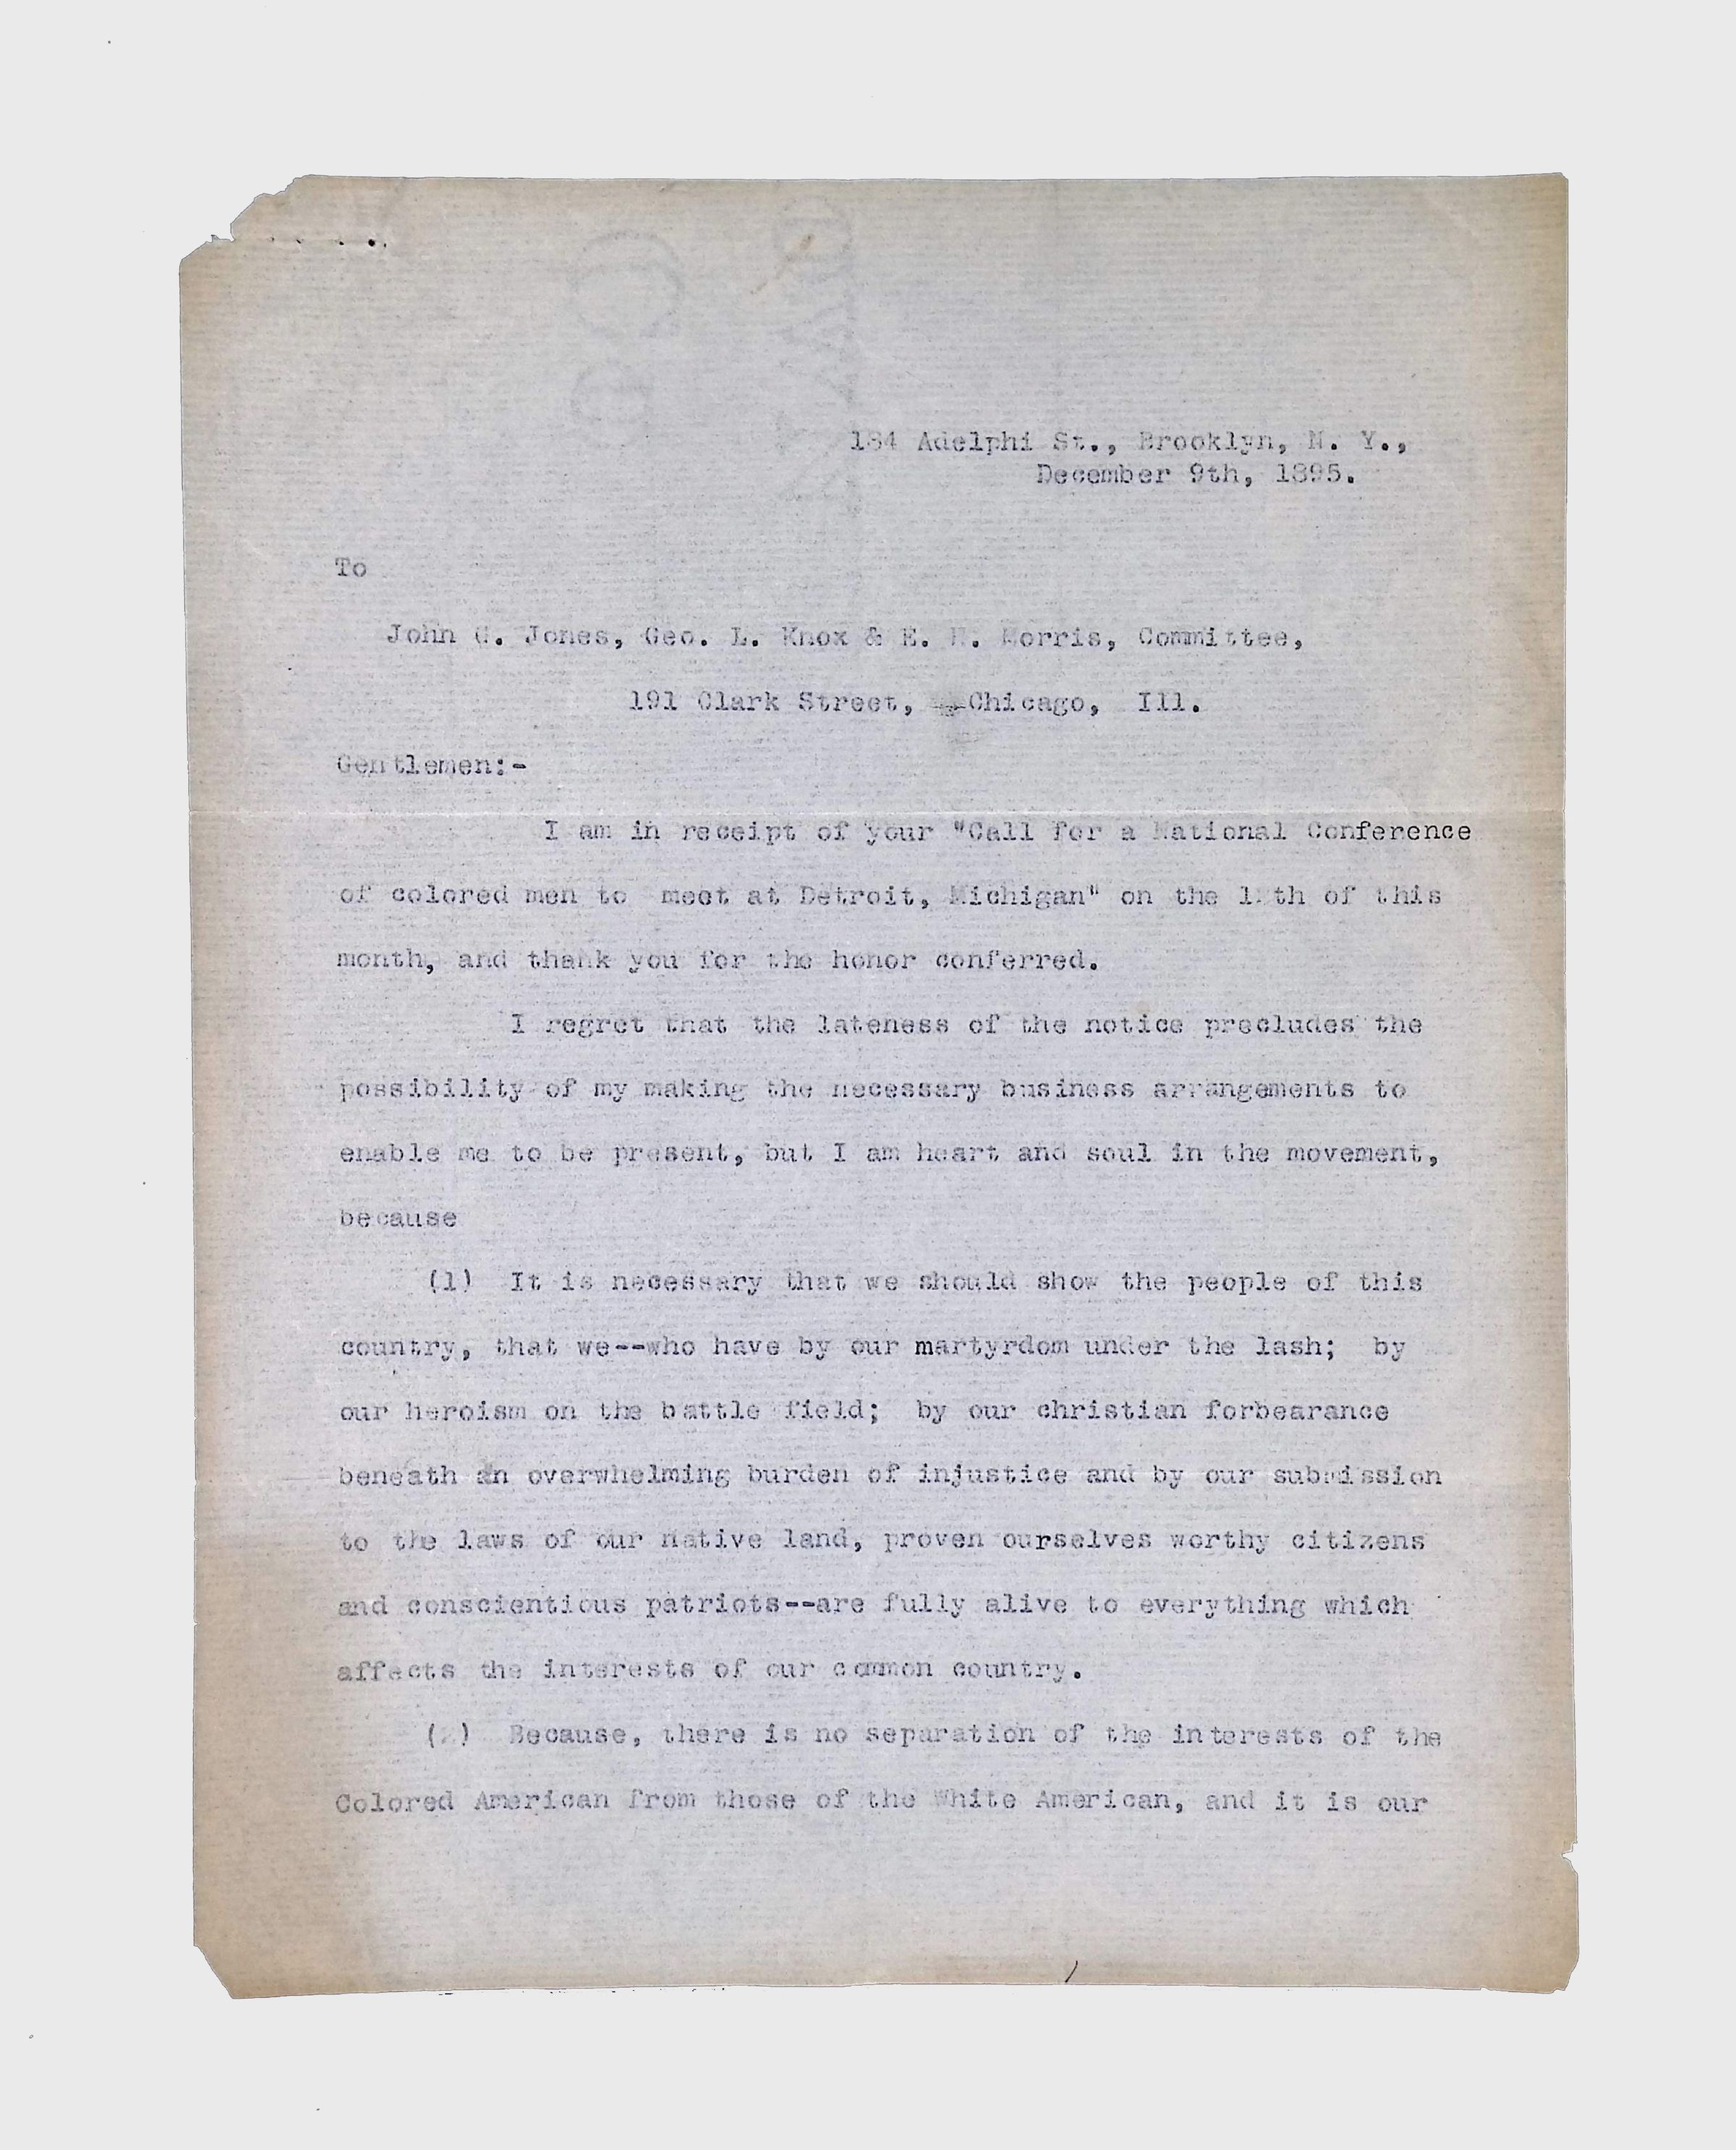 184 Adelphi St., Brooklyn, N. Y.,
December 9th, 1895.
To
John G. Jones, Geo. L. Knox & E. H. Morris, Committee,
191 Clark Street, Chicago, Ill.
Gentlemen:-
I am in receipt of your "Call for a National Conference
of colored men to meet at Detroit, Michigan" on the of this
month, and thank you for the honor conferred.
I regret that the lateness of the notice precludes the
possibility of my making the necessary business arrangements to
enable me to be present, but I am heart and soul in the movement,
because
(1) It is necessary that we should show the people of this
country, that we--who have by our martyrdom under the lash; by
our heroism on the battle field; by our christian forbearance
beneath an overwhelming burden of injustice and by our submission
to the laws of our native land, proven ourselves worthy citizens
and conscientious patriots--are fully alive to everything which
affects the interests of our common country.
(2) Because, there is no separation of the interests of the
Colored American from those of the White American, and it is our